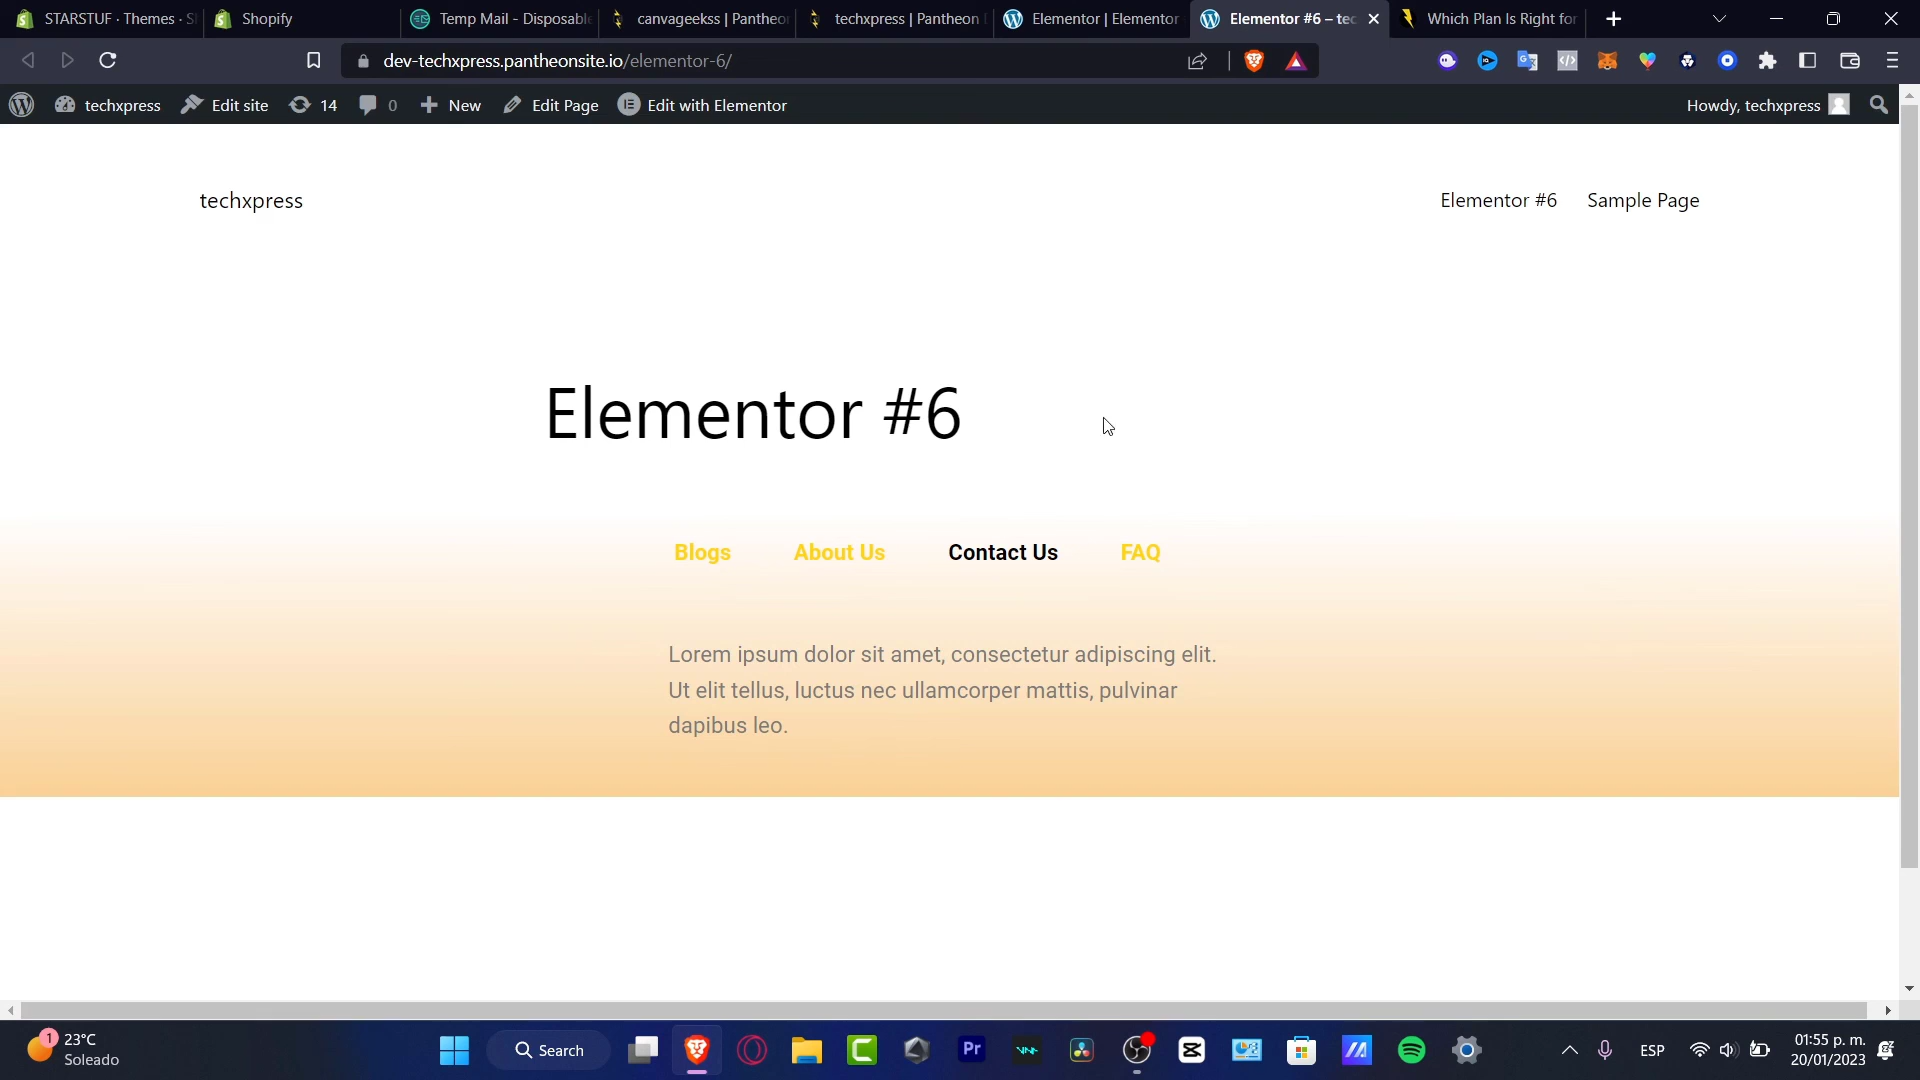 STARSTUF · Themes · S
Shopify
Temp Mail - Disposable
canvageekss | Pantheon
techxpress | Pantheon
Elementor | Elementor
Elementor #6 – tec
Which Plan Is Right for
dev-techxpress.pantheonsite.io/elementor-6/
techxpress
Edit site
14
0
New
Edit Page
Edit with Elementor
Howdy, techxpress
techxpress
Elementor #6
Sample Page
Elementor #6
Blogs
About Us
Contact Us
FAQ
Lorem ipsum dolor sit amet, consectetur adipiscing elit.
Ut elit tellus, luctus nec ullamcorper mattis, pulvinar
dapibus leo.
1
23°C
Soleado
Search
Pr
ESP
01:55 p. m.
20/01/2023